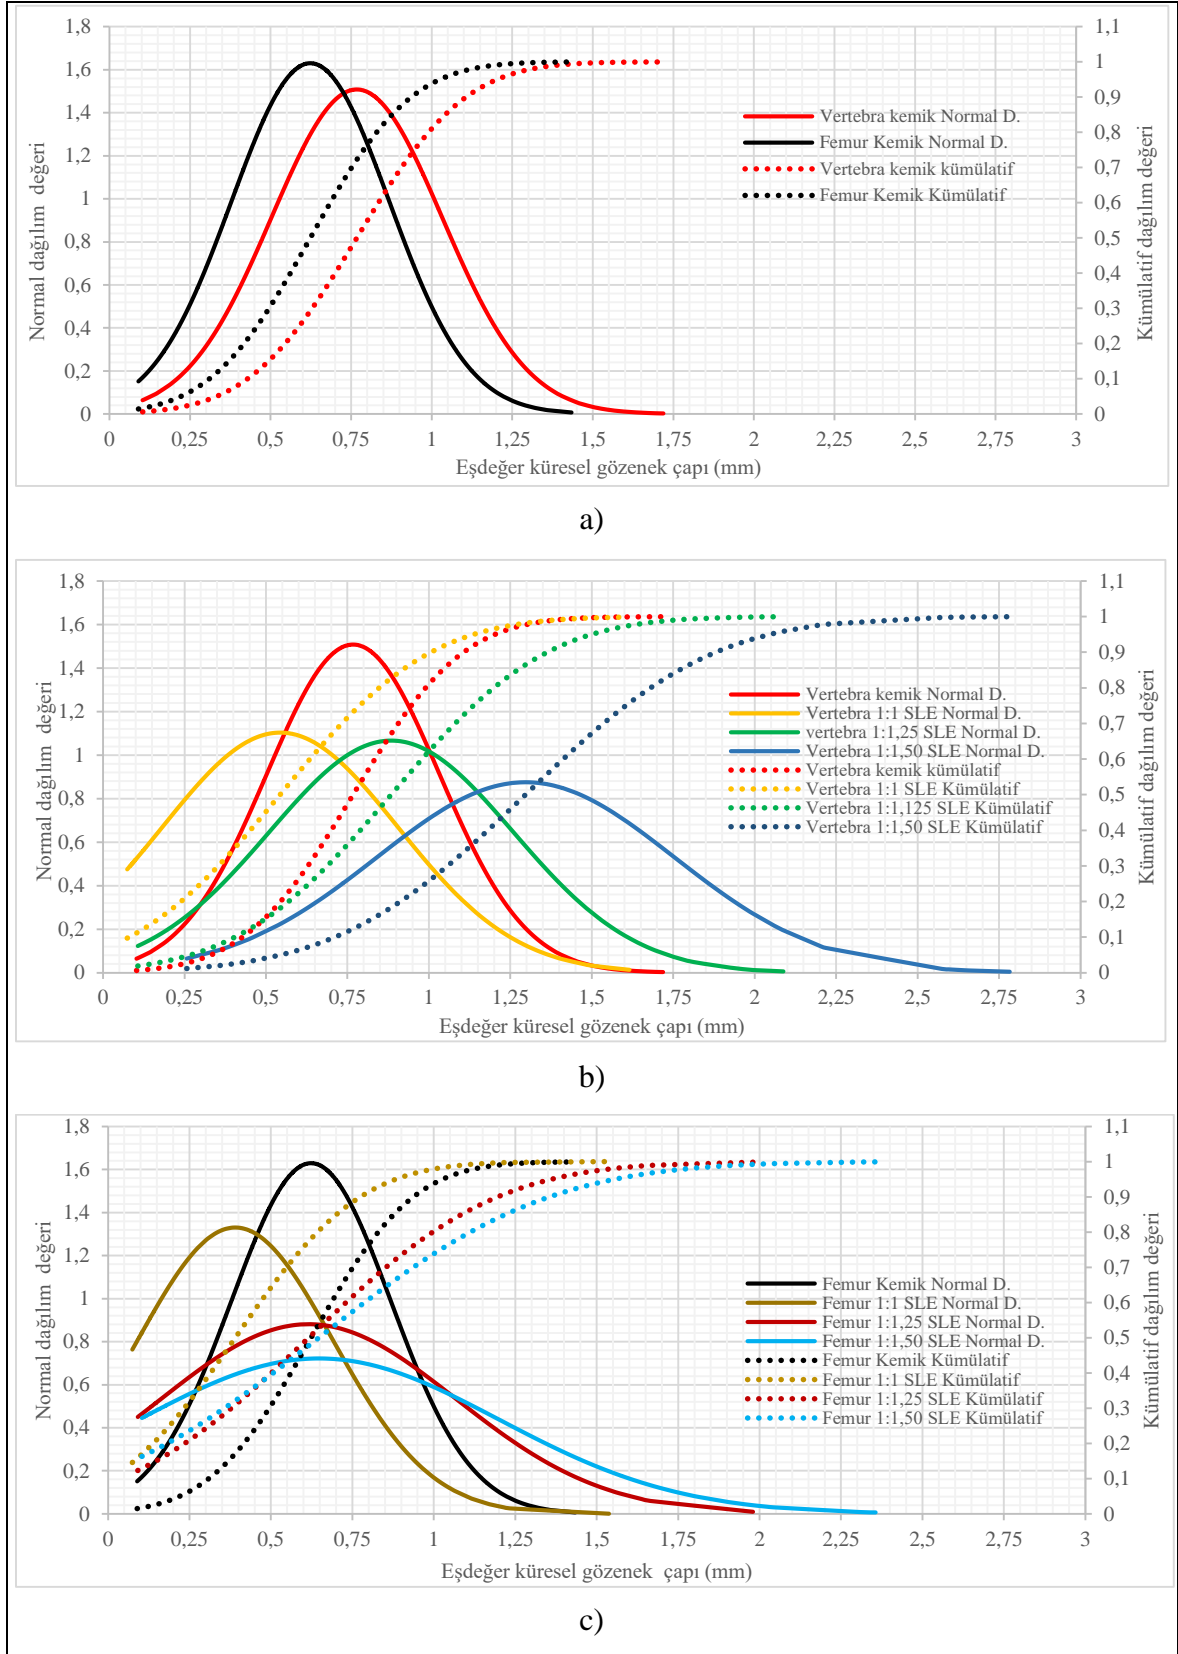 1,8
1,6
1,4
1,2
1
0,8
0,6
0,4
0,2
0
Normal dağılım değeri
1,1
1
0,9
0,8
0,7
0,6
0,5
0,4
0,3
0,2
0,1
0
Kümülatif dağılım değeri
Vertebra kemik Normal D.
Femur Kemik Normal D.
Vertebra kemik kümülatif
Femur Kemik Kümülatif
0 0,25 0,5 0,75 1 1,25 1,5 1,75 2 2,25 2,5 2,75 3
Eşdeğer küresel gözenek çapı (mm)
a)
1,8
1,6
1,4
1,2
1
0,8
0,6
0,4
0,2
0
Normal dağılım değeri
1,1
1
0,9
0,8
0,7
0,6
0,5
0,4
0,3
0,2
0,1
0
Kümülatif dağılım değeri
Vertebra kemik Normal D.
Vertebra 1:1 SLE Normal D.
vertebra 1:1,25 SLE Normal D.
Vertebra 1:1,50 SLE Normal D.
Vertebra kemik kümülatif
Vertebra 1:1 SLE Kümülatif
Vertebra 1:1,125 SLE Kümülatif
Vertebra 1:1,50 SLE Kümülatif
0 0,25 0,5 0,75 1 1,25 1,5 1,75 2 2,25 2,5 2,75 3
Eşdeğer küresel gözenek çapı (mm)
b)
1,8
1,6
1,4
1,2
1
0,8
0,6
0,4
0,2
0
Normal dağılım değeri
1,1
1
0,9
0,8
0,7
0,6
0,5
0,4
0,3
0,2
0,1
0
Kümülatif dağılım değeri
Femur Kemik Normal D.
Femur 1:1 SLE Normal D.
Femur 1:1,25 SLE Normal D.
Femur 1:1,50 SLE Normal D.
Femur Kemik Kümülatif
Femur 1:1 SLE Kümülatif
Femur 1:1,25 SLE Kümülatif
Femur 1:1,50 SLE Kümülatif
0 0,25 0,5 0,75 1 1,25 1,5 1,75 2 2,25 2,5 2,75 3
Eşdeğer küresel gözenek çapı (mm)
c)